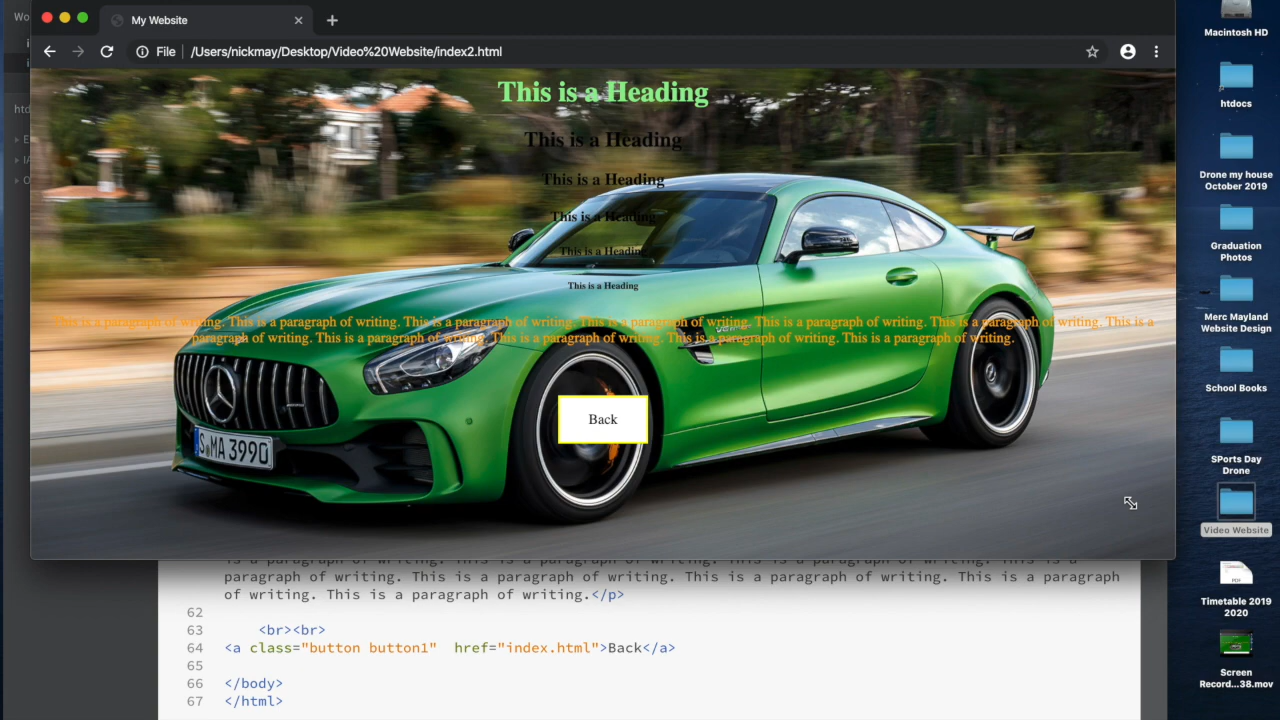 Wo
My Website
File
/Users/nickmay/Desktop/Video%20Website/index2.html
This is a Heading
This is a Heading
This is a Heading
This is a Heading
This is a Heading
This is a Heading
This is a paragraph of writing. This is a paragraph of writing. This is a paragraph of writing. This is a paragraph of writing. This is a paragraph of writing. This is a paragraph of writing. This is a
paragraph of writing. This is a paragraph of writing. This is a paragraph of writing. This is a paragraph of writing. This is a paragraph of writing.
S MA 3990
Back
htd
paragraph of writing. This is a paragraph of writing. This is a paragraph of writing. This is a paragraph
of writing. This is a paragraph of writing.</p>
62
63 <br><br>
64 <a class="button button1"  href="index.html">Back</a>
65
66 </body>
67 </html>
Macintosh HD
htdocs
Drone my house
October 2019
Graduation
Photos
Merc Mayland
Website Design
School Books
SPorts Day
Drone
Video Website
PDF
Timetable 2019
2020
Screen
Record...38.mov